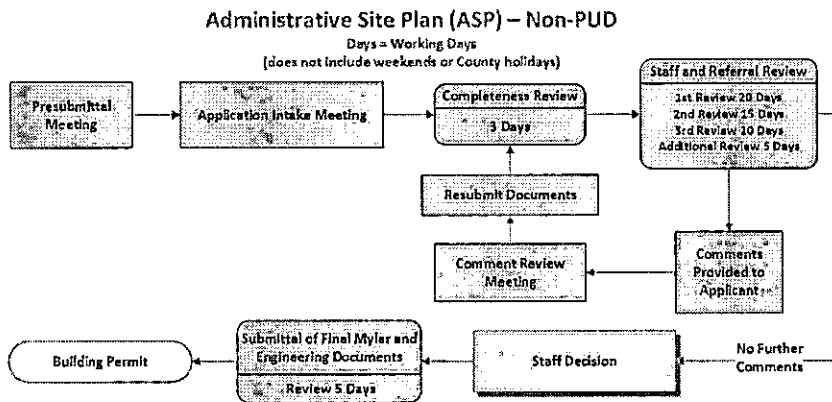 Administrative Site Plan (ASP) – Non-PUD
Days = Working Days
(does not include weekends or County holidays)
Presubmittal
Meeting
Application Intake Meeting
Completeness Review
3 Days
Staff and Referral Review
1st Review 20 Days
2nd Review 15 Days
3rd Review 10 Days
Additional Review 5 Days
Resubmit Documents
Comment Review
Meeting
Comments
Provided to
Applicant
Building Permit
Submittal of Final Mylar and
Engineering Documents
Review 5 Days
Staff Decision
No Further
Comments